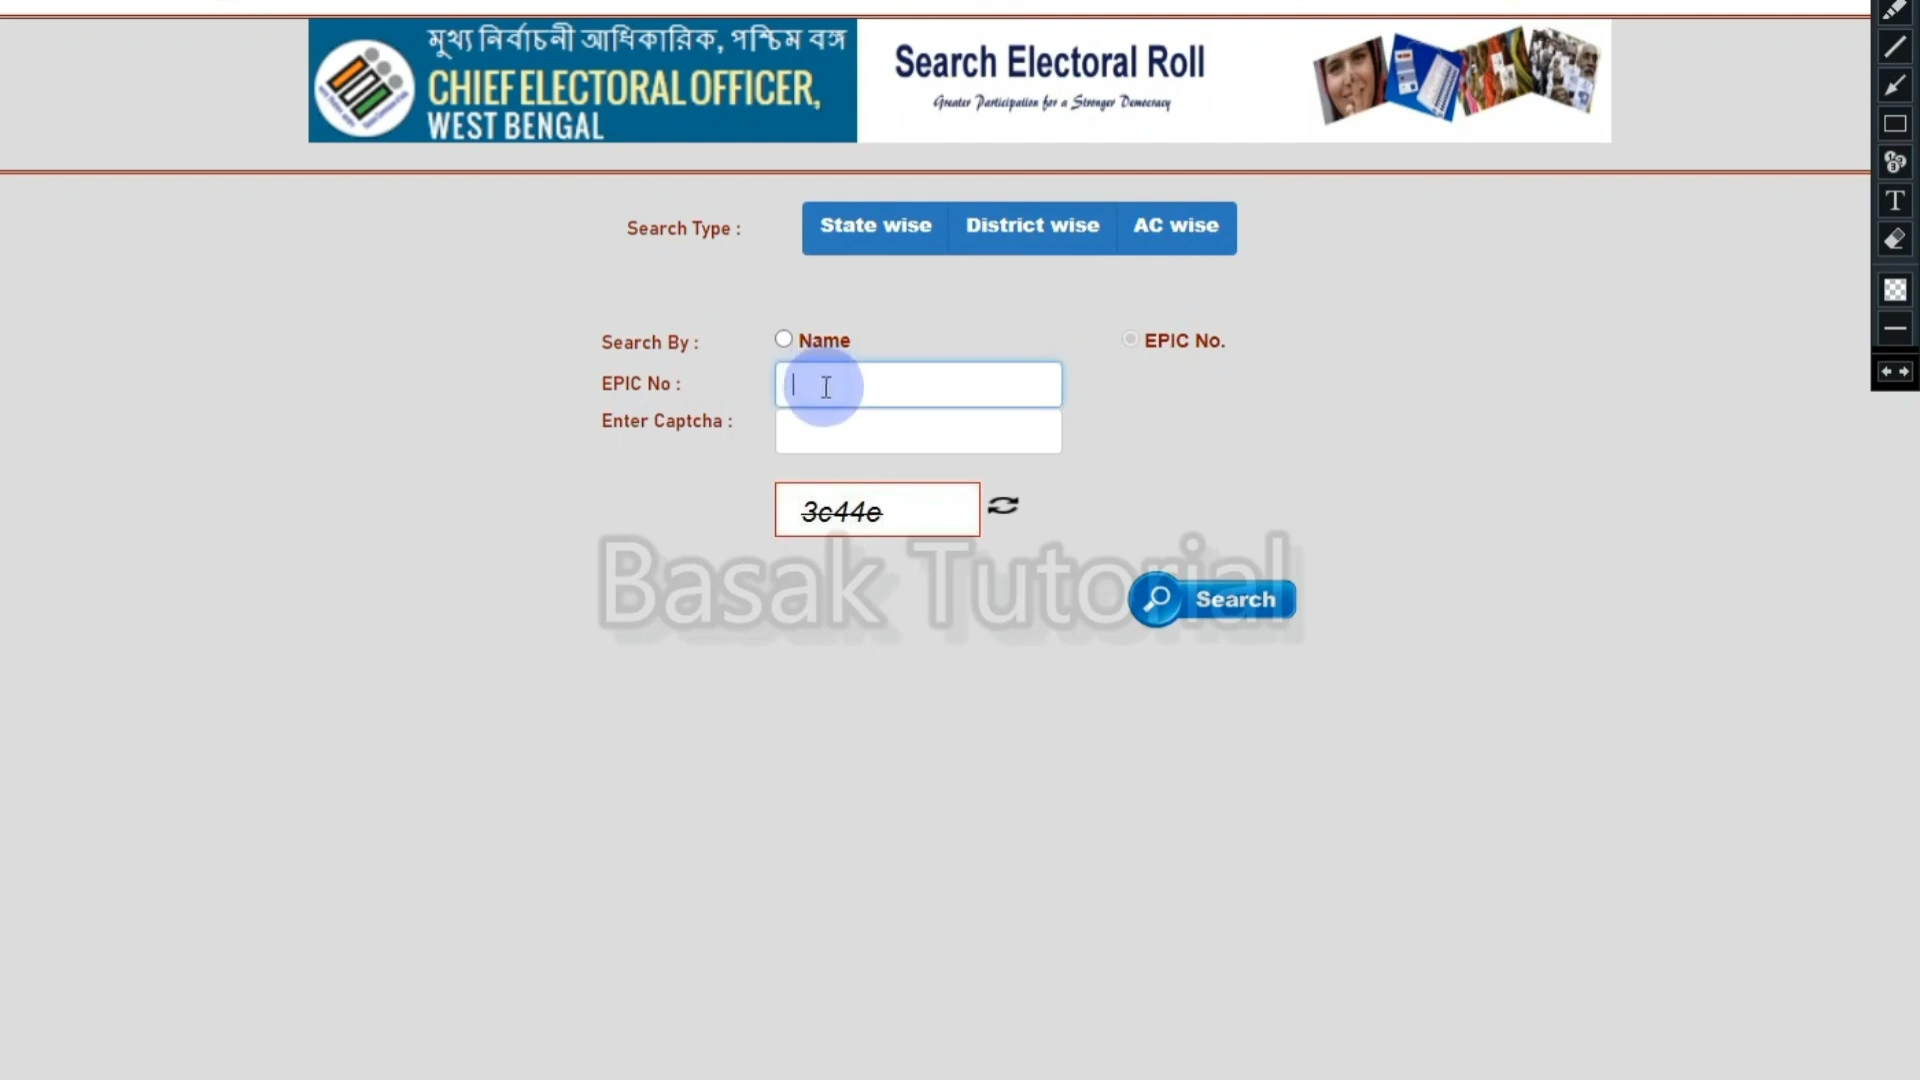 মুখ্য নির্বাচনী আধিকারিক, পশ্চিম বঙ্গ
CHIEF ELECTORAL OFFICER,
WEST BENGAL
Search Electoral Roll
Greater Participation for a Stronger Democracy
Search Type :
State wise
District wise
AC wise
Search By :
Name
EPIC No.
EPIC No :
Enter Captcha :
3c44e
Basak Tutorial
Search
T